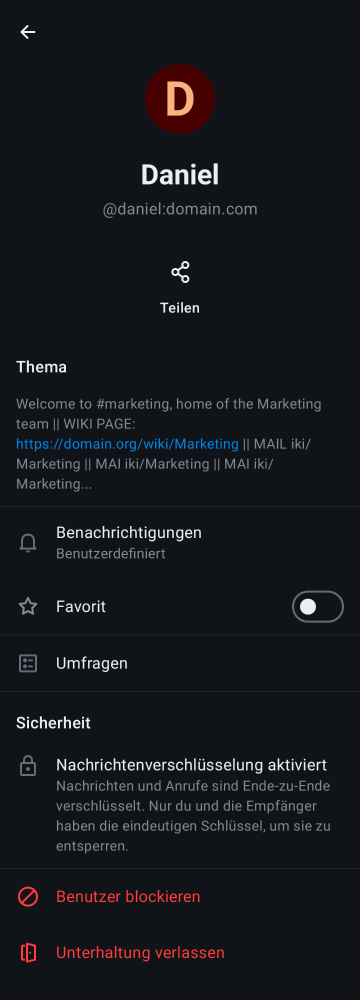 D
Daniel
@daniel:domain.com
Teilen
Thema
Welcome to #marketing, home of the Marketing
team || WIKI PAGE:
https://domain.org/wiki/Marketing || MAIL iki/
Marketing || MAI iki/Marketing || MAI iki/
Marketing...
Benachrichtigungen
Benutzerdefiniert
Favorit
Umfragen
Sicherheit
Nachrichtenverschlüsselung aktiviert
Nachrichten und Anrufe sind Ende-zu-Ende
verschlüsselt. Nur du und die Empfänger
haben die eindeutigen Schlüssel, um sie zu
entsperren.
Benutzer blockieren
Unterhaltung verlassen